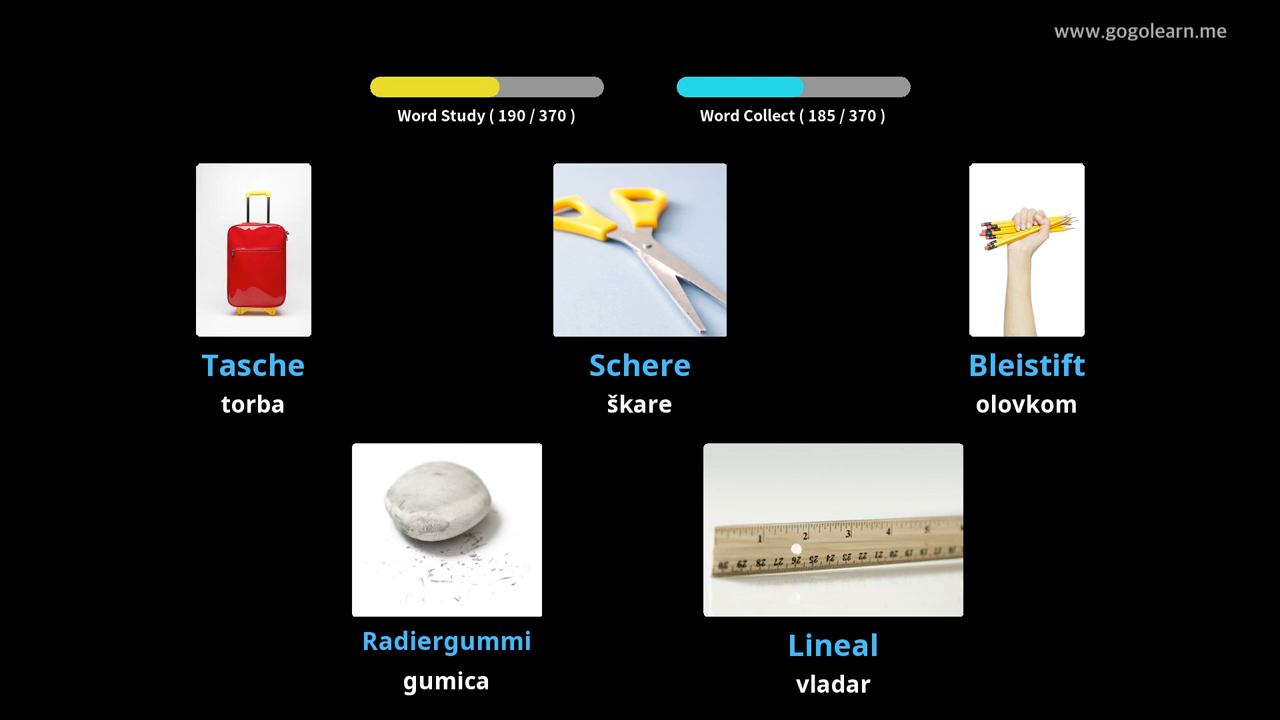 www.gogolearn.me
Word Study ( 190 / 370 )
Word Collect ( 185 / 370 )
Tasche
torba
Schere
škare
Bleistift
olovkom
Radiergummi
gumica
Lineal
vladar